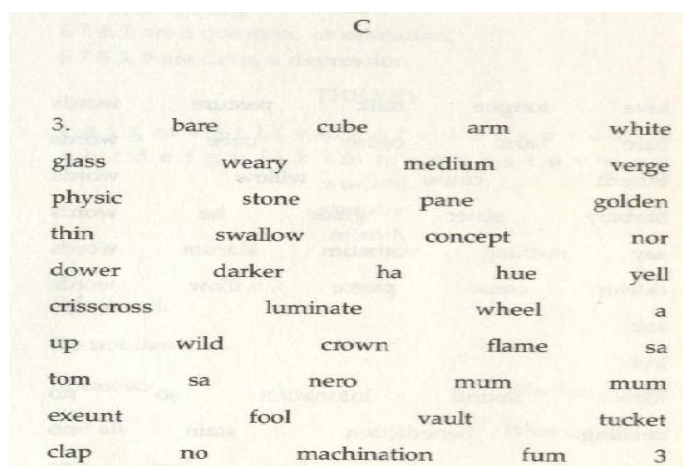 C
3. bare cube arm white
glass weary medium verge
physic stone pane golden
thin swallow concept nor
dower darker ha hue yell
crisscross luminate wheel a
up wild crown flame sa
tom sa nero mum mum
exeunt fool vault tucket
clap no machination fum 3